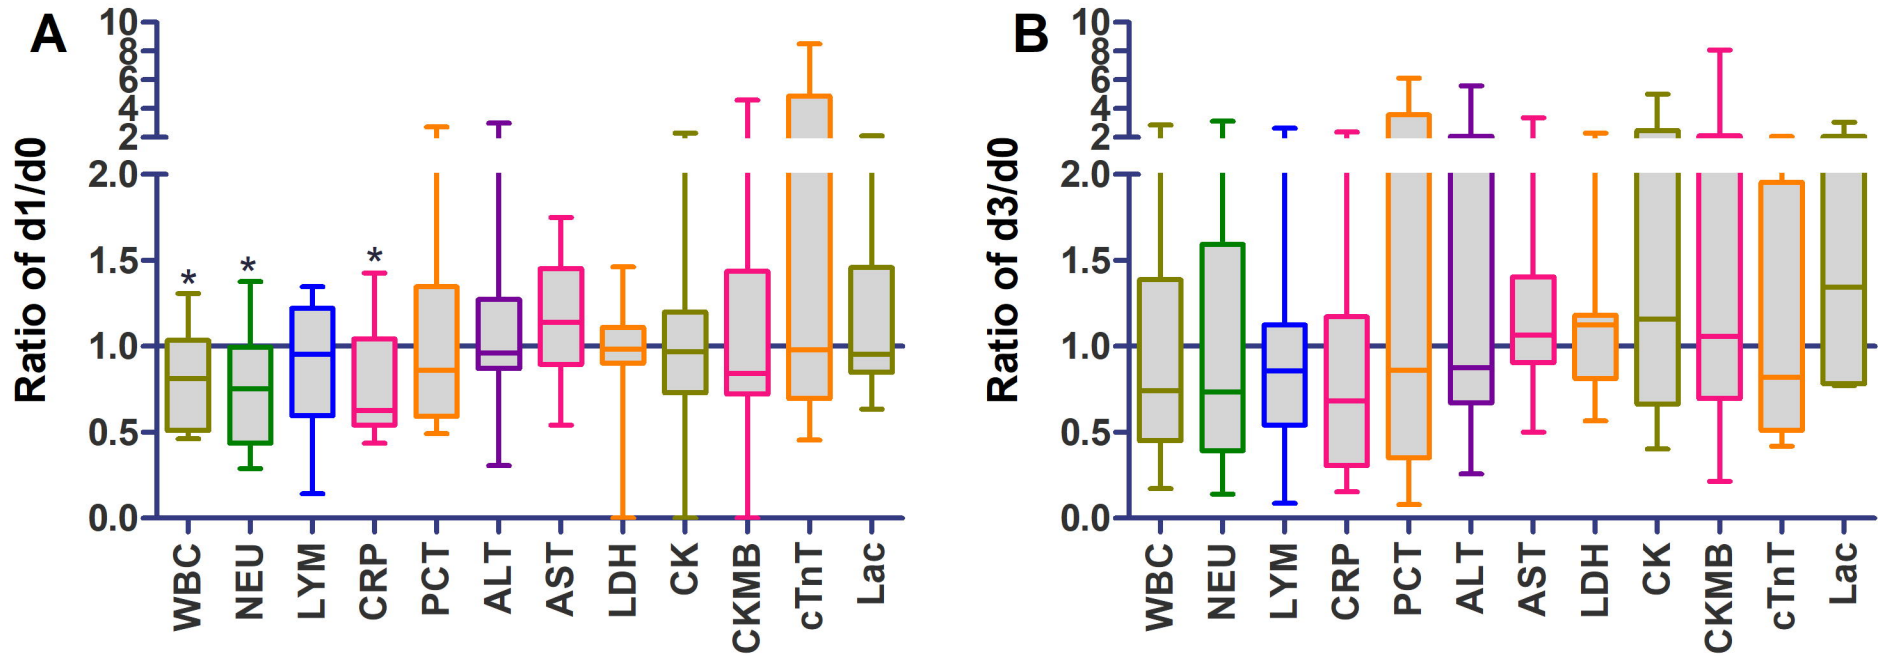 A
Ratio of d1/d0
10
8
6
4
2
2.0
1.5
1.0
0.5
0.0
* * *
WBC NEU LYM CRP PCT ALT AST LDH CK CKMB cTnT Lac
B
Ratio of d3/d0
10
8
6
4
2
2.0
1.5
1.0
0.5
0.0
WBC NEU LYM CRP PCT ALT AST LDH CK CKMB cTnT Lac